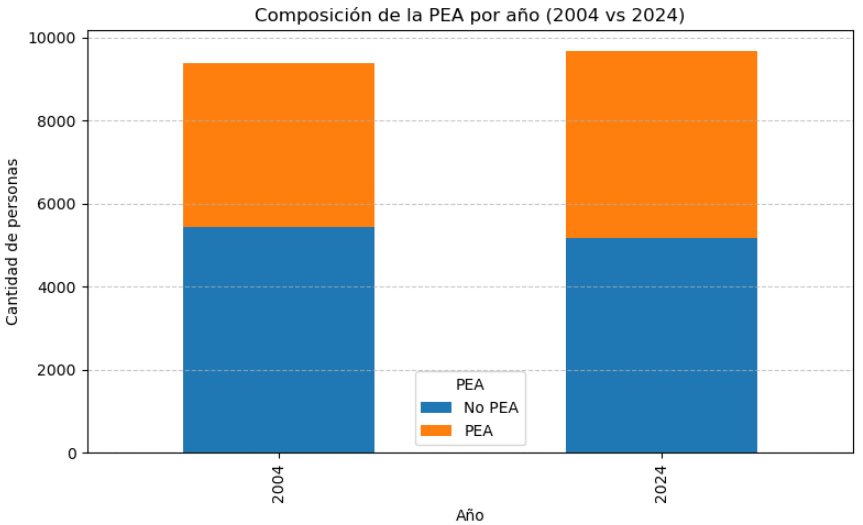 Composición de la PEA por año (2004 vs 2024)
Cantidad de personas
10000
8000
6000
4000
2000
0
PEA
No PEA
PEA
2004
2024
Año